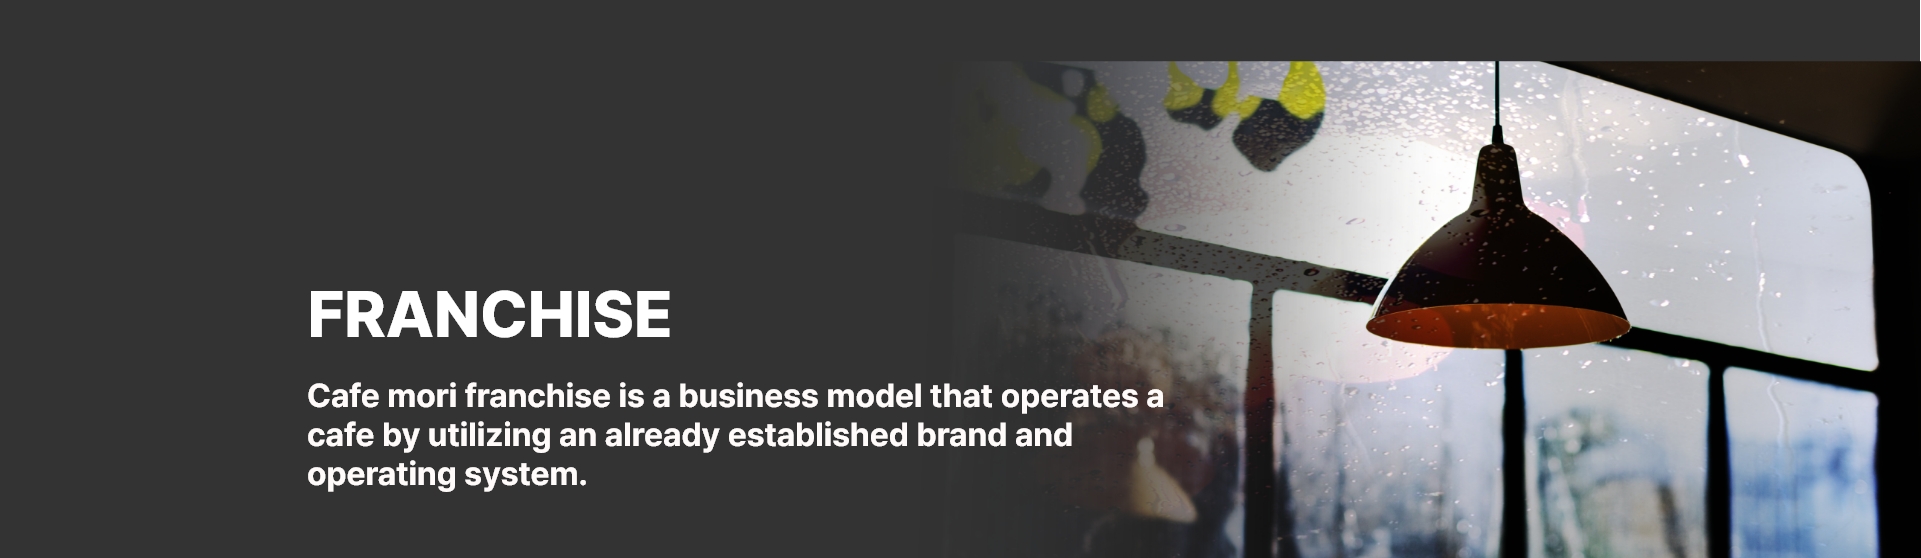 FRANCHISE
Cafe mori franchise is a business model that operates a
cafe by utilizing an already established brand and
operating system.